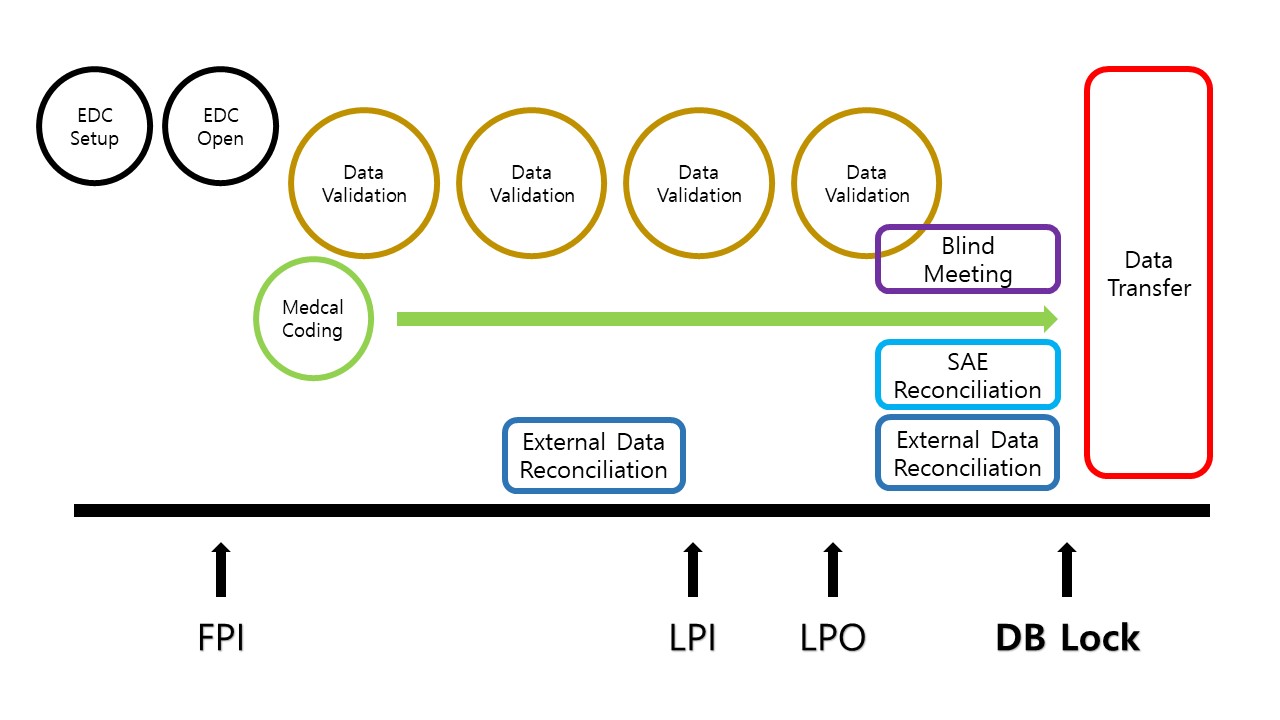 EDC
Setup
EDC
Open
Data
Validation
Data
Validation
Data
Validation
Data
Validation
Blind
Meeting
Data
Transfer
Medcal
Coding
SAE
Reconciliation
External Data
Reconciliation
External Data
Reconciliation
FPI
LPI
LPO
DB Lock